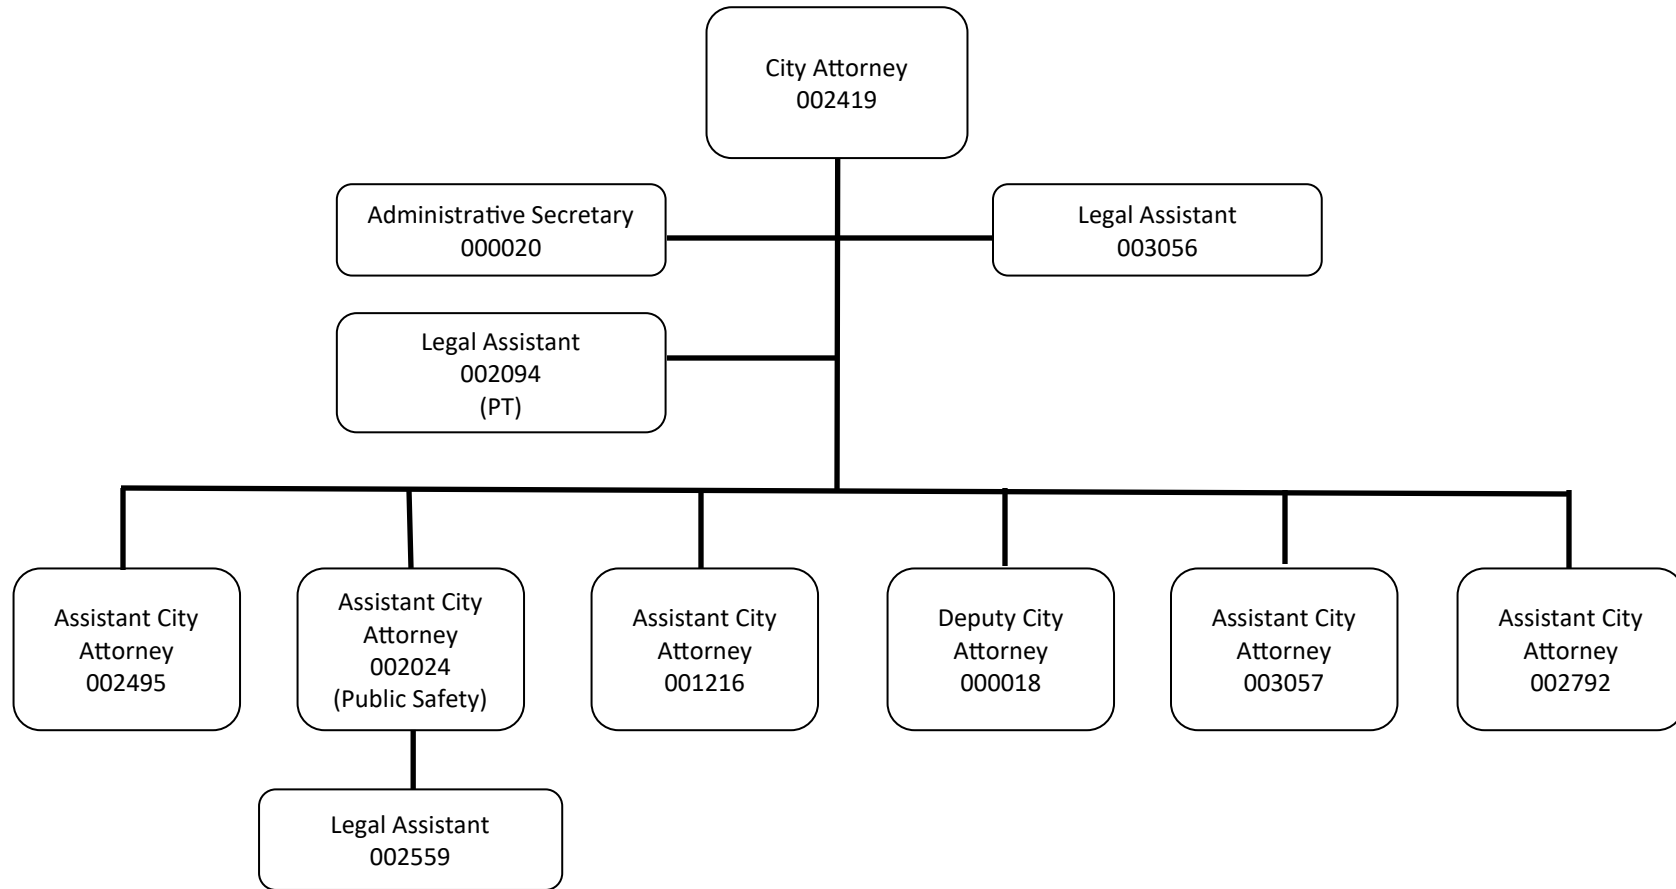 City Attorney
002419
Administrative Secretary
000020
Legal Assistant
003056
Legal Assistant
002094
(PT)
Assistant City
Attorney
002495
Assistant City
Attorney
002024
(Public Safety)
Assistant City
Attorney
001216
Deputy City
Attorney
000018
Assistant City
Attorney
003057
Assistant City
Attorney
002792
Legal Assistant
002559